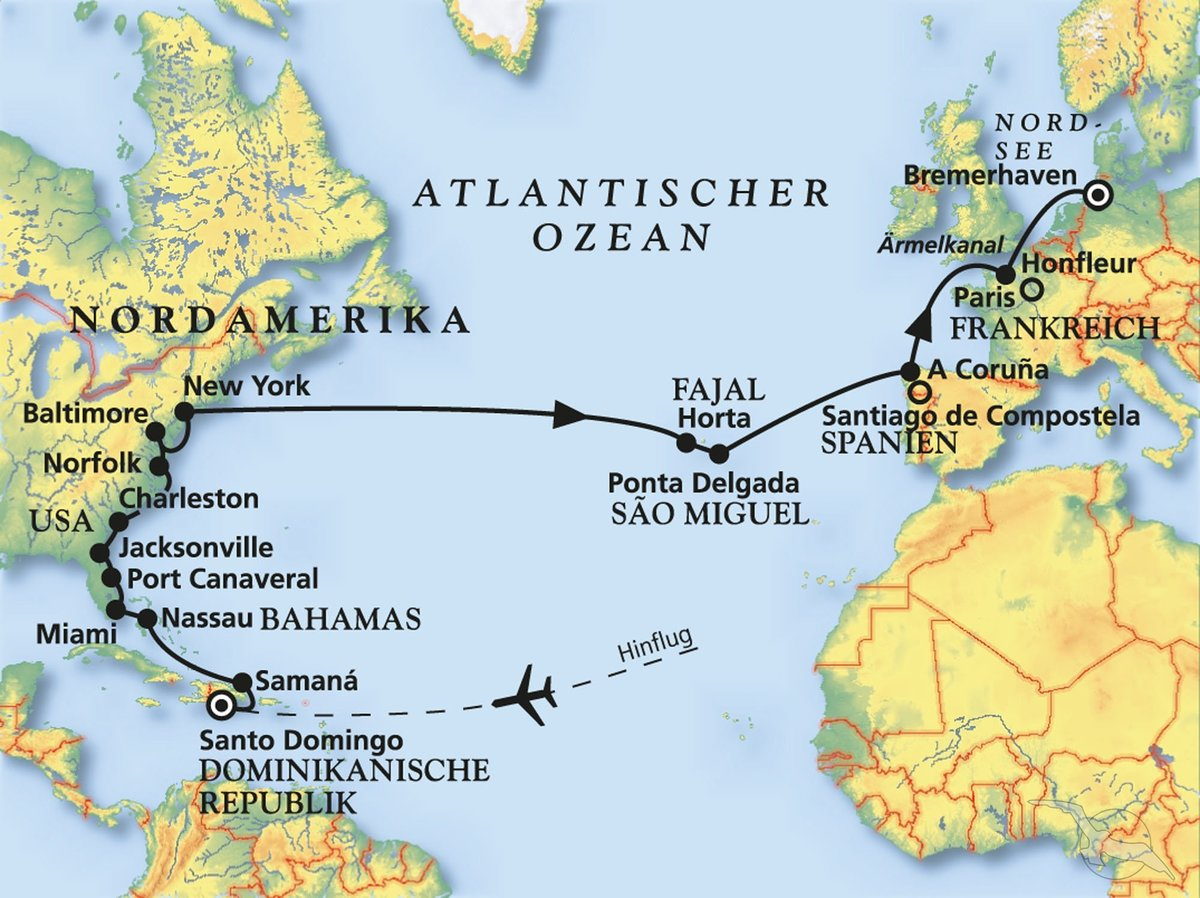 NORD-
SEE
Bremerhaven
ATLANTISCHER
OZEAN
Ärmelkanal
Honfleur
Paris
FRANKREICH
NORDAMERIKA
A Coruña
Santiago de Compostela
SPANIEN
New York
Baltimore
Norfolk
Charleston
USA
Jacksonville
Port Canaveral
Miami
Nassau BAHAMAS
FAJAL
Horta
Ponta Delgada
SÃO MIGUEL
Hinflug
Samaná
Santo Domingo
DOMINIKANISCHE
REPUBLIK